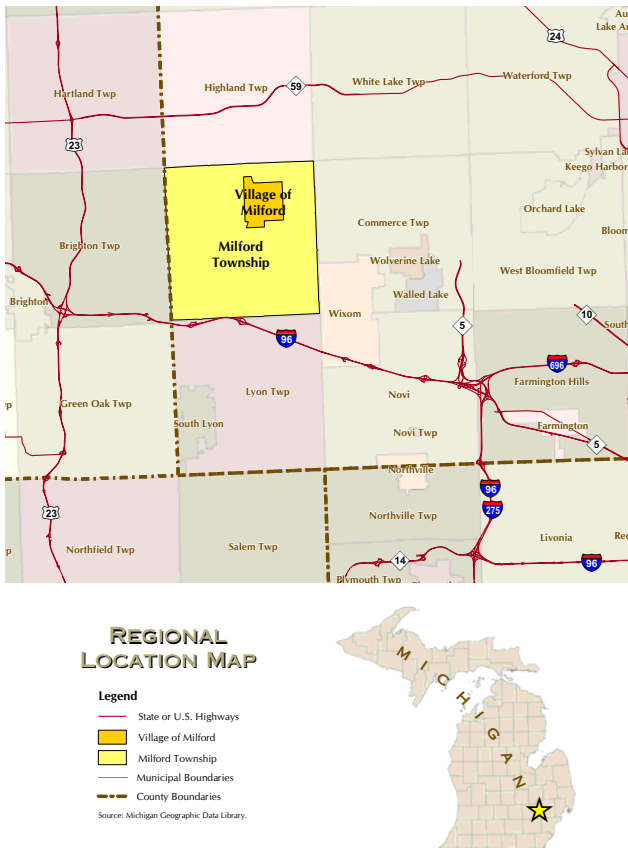 Au
Lake A
24
Highland Twp
59
White Lake Twp
Waterford Twp
Hartland Twp
23
Sylvan La
Keego Harbor
Village of
Milford
Orchard Lake
Commerce Twp
Bloom
Brighton Twp
Milford
Township
Wolverine Lake
West Bloomfield Twp
Brighton
Walled Lake
Wixom
10
5
South
96
696
Farmington Hills
Lyon Twp
Novi
Green Oak Twp
South Lyon
Farmington
Novi Twp
5
Northville
96
275
23
Northville Twp
Livonia
Re
Northfield Twp
Salem Twp
14
96
Plymouth Twp
REGIONAL
LOCATION MAP
MICHIGAN
Legend
State or U.S. Highways
Village of Milford
Milford Township
Municipal Boundaries
County Boundaries
Source: Michigan Geographic Data Library.